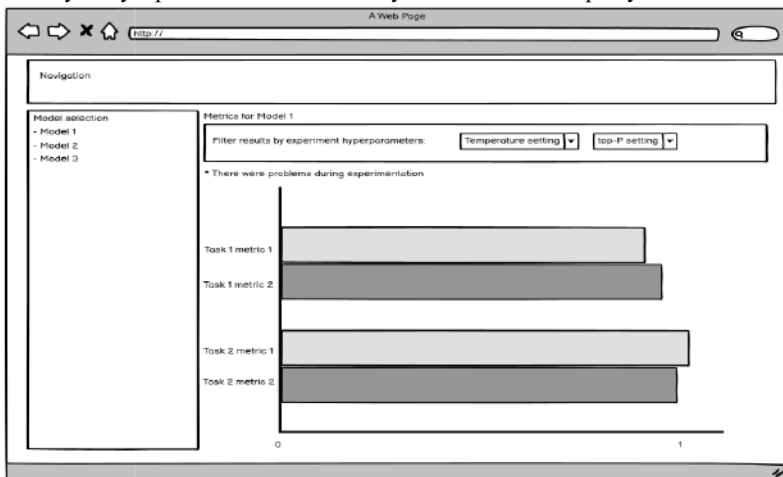 A Web Page
http://
Navigation
Model selection
- Model 1
- Model 2
- Model 3
Metrics for Model 1
Filter results by experiment hyperparameters:
Temperature setting
top-P setting
* There were problems during experimentation
Task 1 metric 1
Task 1 metric 2
Task 2 metric 1
Task 2 metric 2
0
1